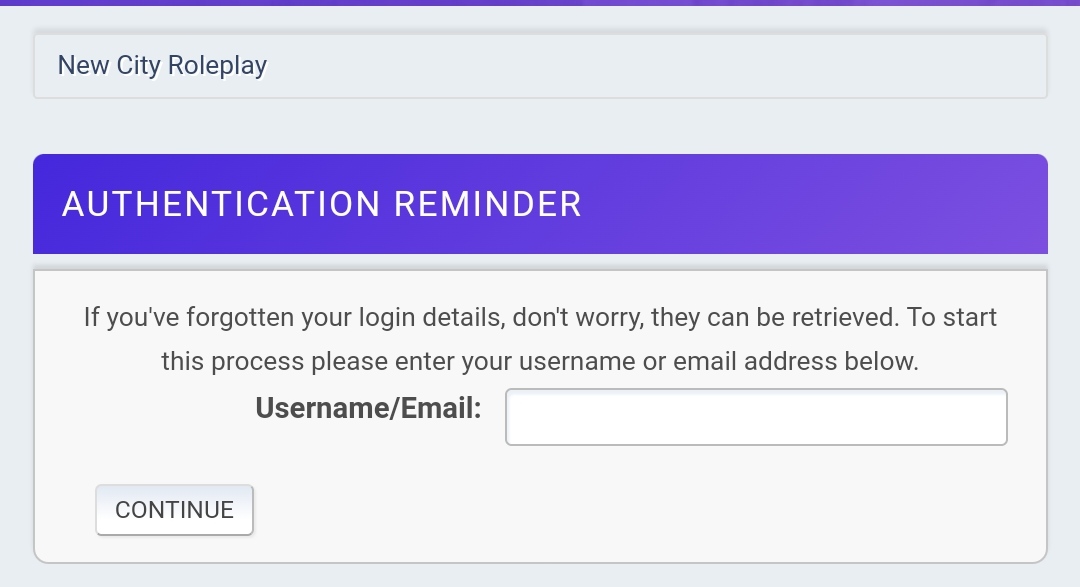 New City Roleplay
AUTHENTICATION REMINDER
If you've forgotten your login details, don't worry, they can be retrieved. To start
this process please enter your username or email address below.
Username/Email:
CONTINUE